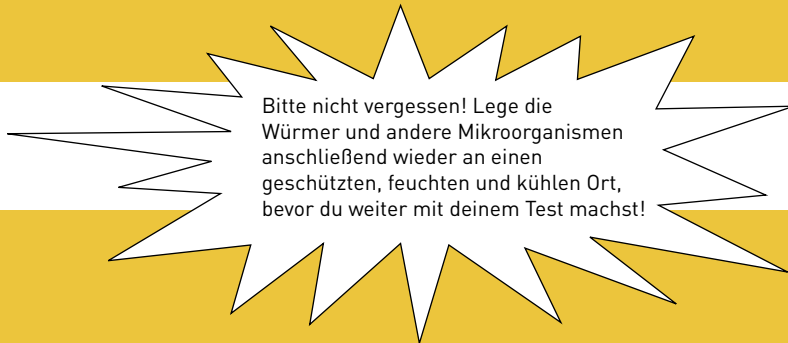 Bitte nicht vergessen! Lege die
Würmer und andere Mikroorganismen
anschließend wieder an einen
geschützten, feuchten und kühlen Ort,
bevor du weiter mit deinem Test machst!